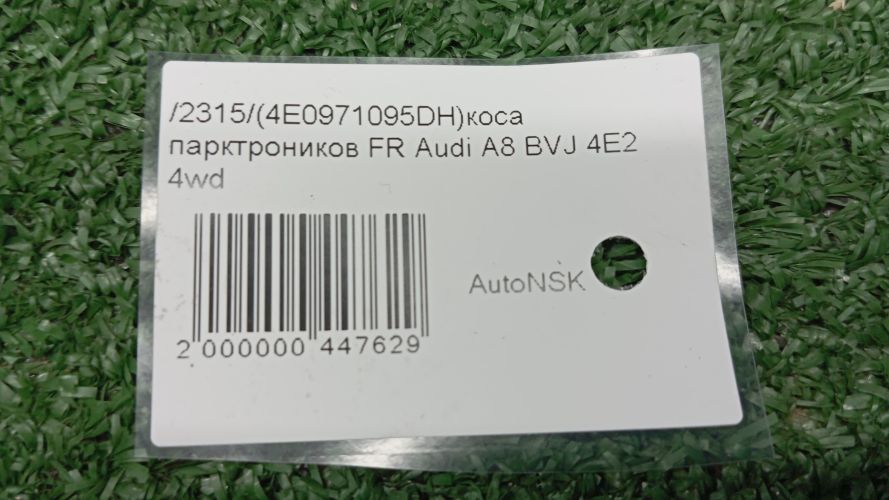 /2315/(4E0971095DH)коса
парктроников FR Audi A8 BVJ 4E2
4wd
AutoNSK
2 000000 447629